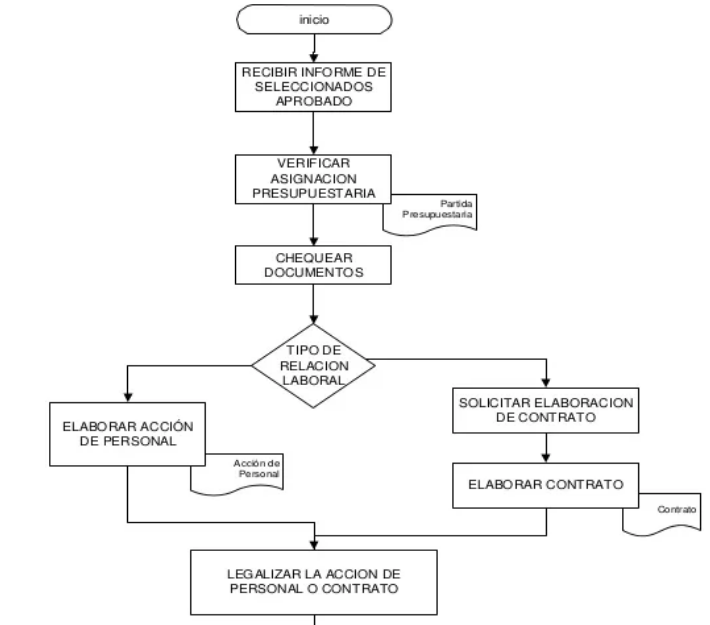 inicio
RECIBIR INFORME DE
SELECCIONADOS
APROBADO
VERIFICAR
ASIGNACION
PRESUPUESTARIA
Partida
Presupuestaria
CHEQUEAR
DOCUMENTOS
TIPO DE
RELACION
LABORAL
ELABORAR ACCIÓN
DE PERSONAL
Acción de
Personal
SOLICITAR ELABORACION
DE CONTRATO
ELABORAR CONTRATO
Contrato
LEGALIZAR LA ACCION DE
PERSONAL O CONTRATO